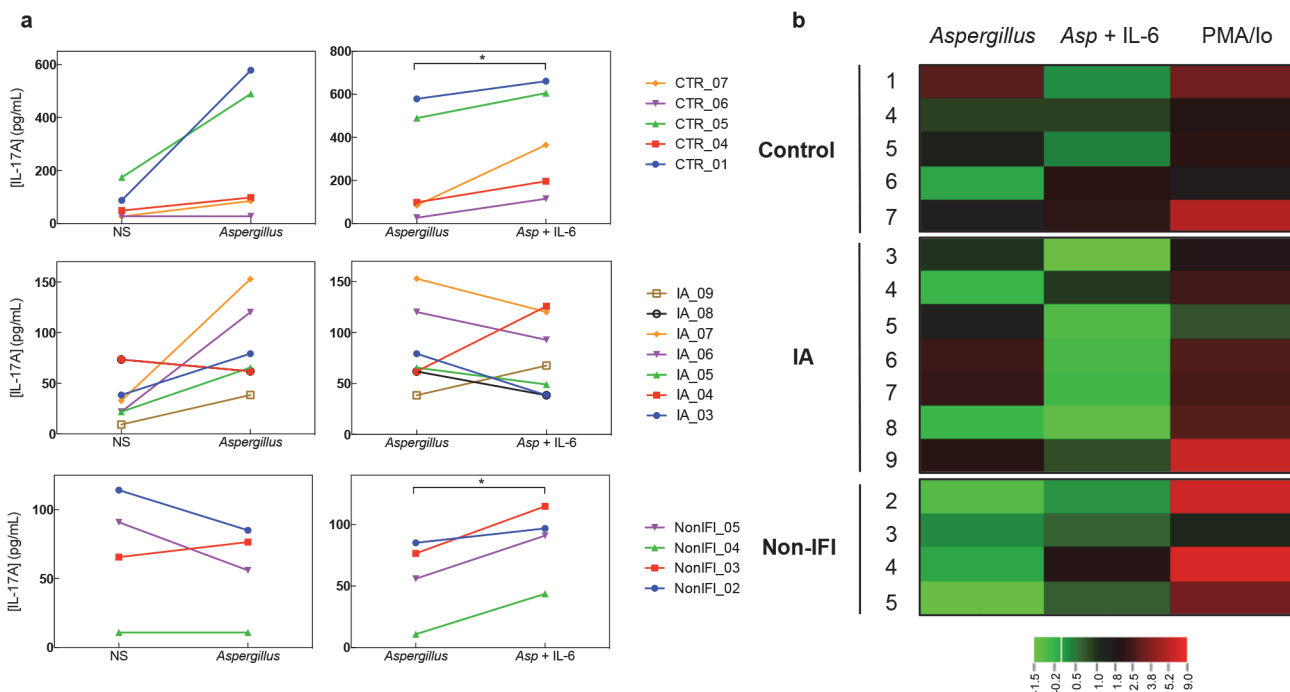 a
b
[IL-17A] (pg/mL)
600
400
200
0
NS
Aspergillus
800
600
400
200
0
*
Aspergillus
Asp + IL-6
CTR_07
CTR_06
CTR_05
CTR_04
CTR_01
[IL-17A] (pg/mL)
150
100
50
0
NS
Aspergillus
150
100
50
0
Aspergillus
Asp + IL-6
IA_09
IA_08
IA_07
IA_06
IA_05
IA_04
IA_03
[IL-17A] (pg/mL)
100
50
0
NS
Aspergillus
100
50
0
*
Aspergillus
Asp + IL-6
NonIFI_05
NonIFI_04
NonIFI_03
NonIFI_02
Aspergillus
Asp + IL-6
PMA/Io
Control
1
4
5
6
7
IA
3
4
5
6
7
8
9
Non-IFI
2
3
4
5
-1.5
-0.2
0.5
1.0
1.8
2.5
3.8
5.2
9.0